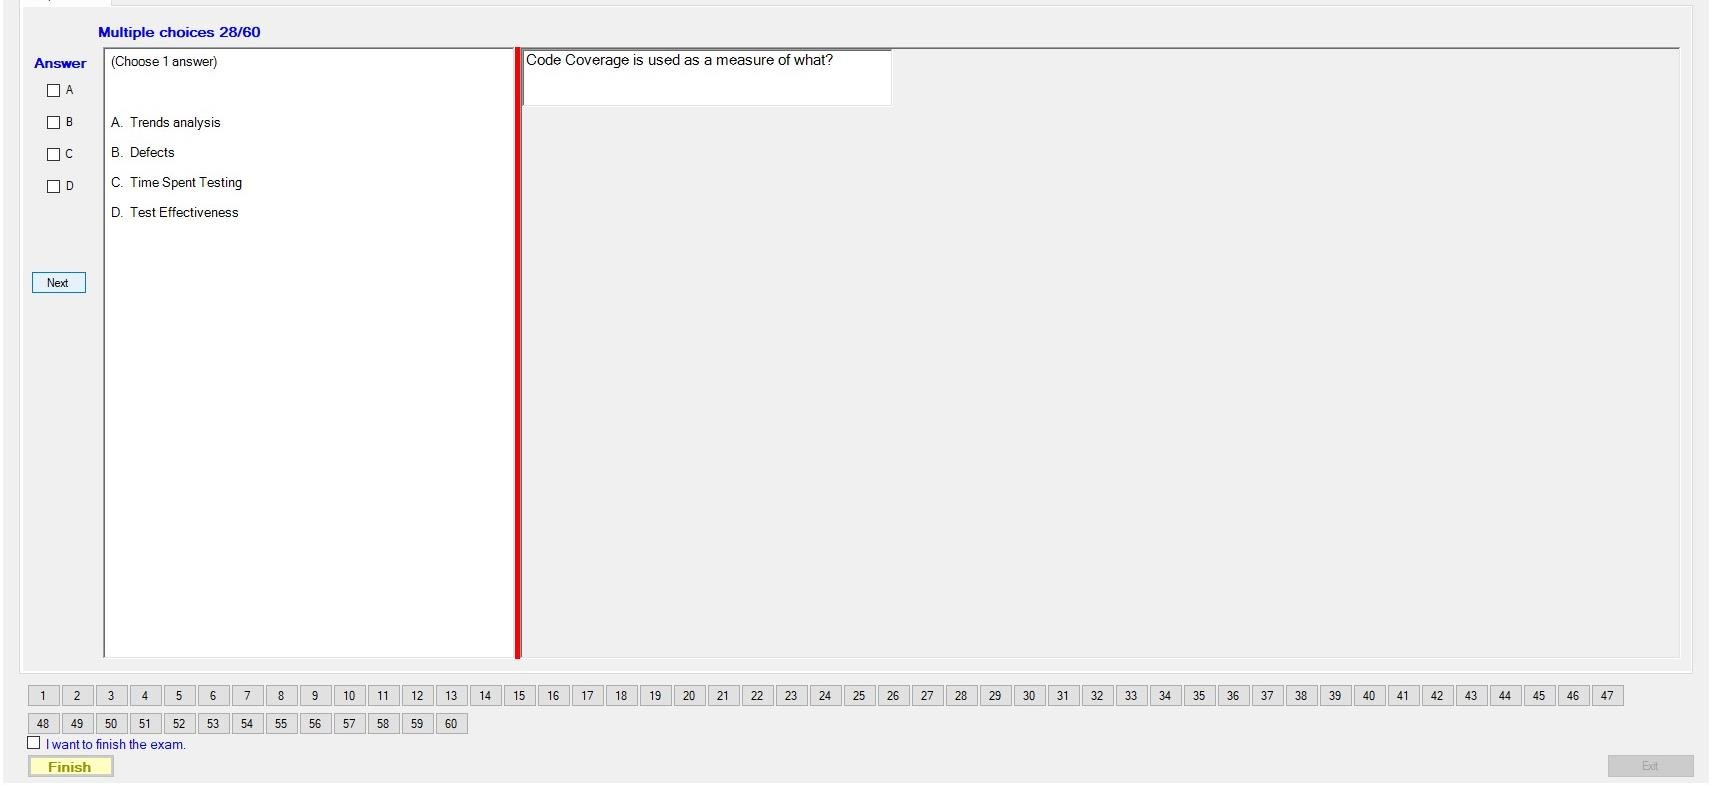 Multiple choices 28/60
Answer
(Choose 1 answer)
Code Coverage is used as a measure of what?
A
B
C
D
A. Trends analysis
B. Defects
C. Time Spent Testing
D. Test Effectiveness
Next
1 2 3 4 5 6 7 8 9 10 11 12 13 14 15 16 17 18 19 20 21 22 23 24 25 26 27 28 29 30 31 32 33 34 35 36 37 38 39 40 41 42 43 44 45 46 47
48 49 50 51 52 53 54 55 56 57 58 59 60
I want to finish the exam.
Finish
Exit